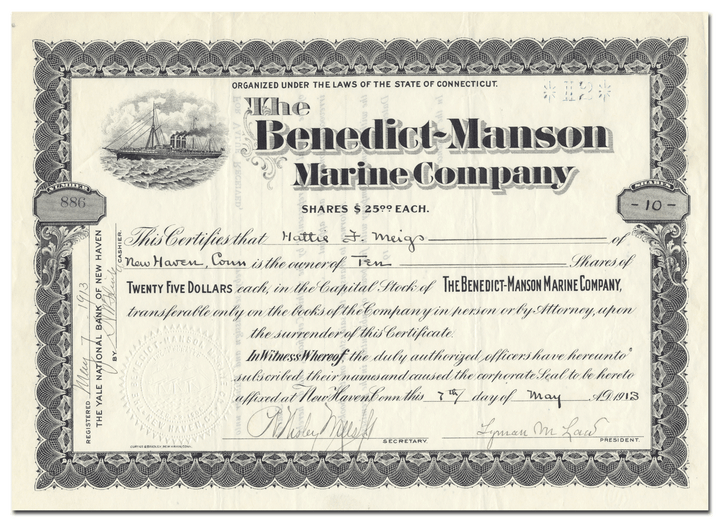 ORGANIZED UNDER THE LAWS OF THE STATE OF CONNECTICUT.
The
Benedict-Manson
Marine Company
SHARES $25.00 EACH.
NUMBER
886
SHARES
-10-
This Certifies that Hattie F. Meigs of
New Haven, Conn is the owner of Ten Shares of
TWENTY FIVE DOLLARS each, in the Capital Stock of THE BENEDICT-MANSON MARINE COMPANY,
transferable only on the books of the Company in person or by Attorney, upon
the surrender of this Certificate.
In Witness Whereof, the duly authorized officers have hereunto
subscribed their names and caused the corporate Seal to be hereto
affixed at New Haven Conn this 7th day of May A.D. 1913
SECRETARY.
Lyman M Law
PRESIDENT.
REGISTERED May 7 1913
THE YALE NATIONAL BANK OF NEW HAVEN
BY CASHIER.